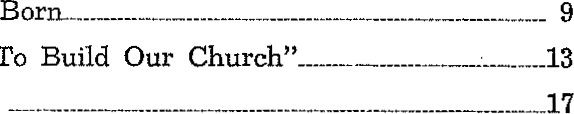 Born 9
To Build Our Church” 13
17